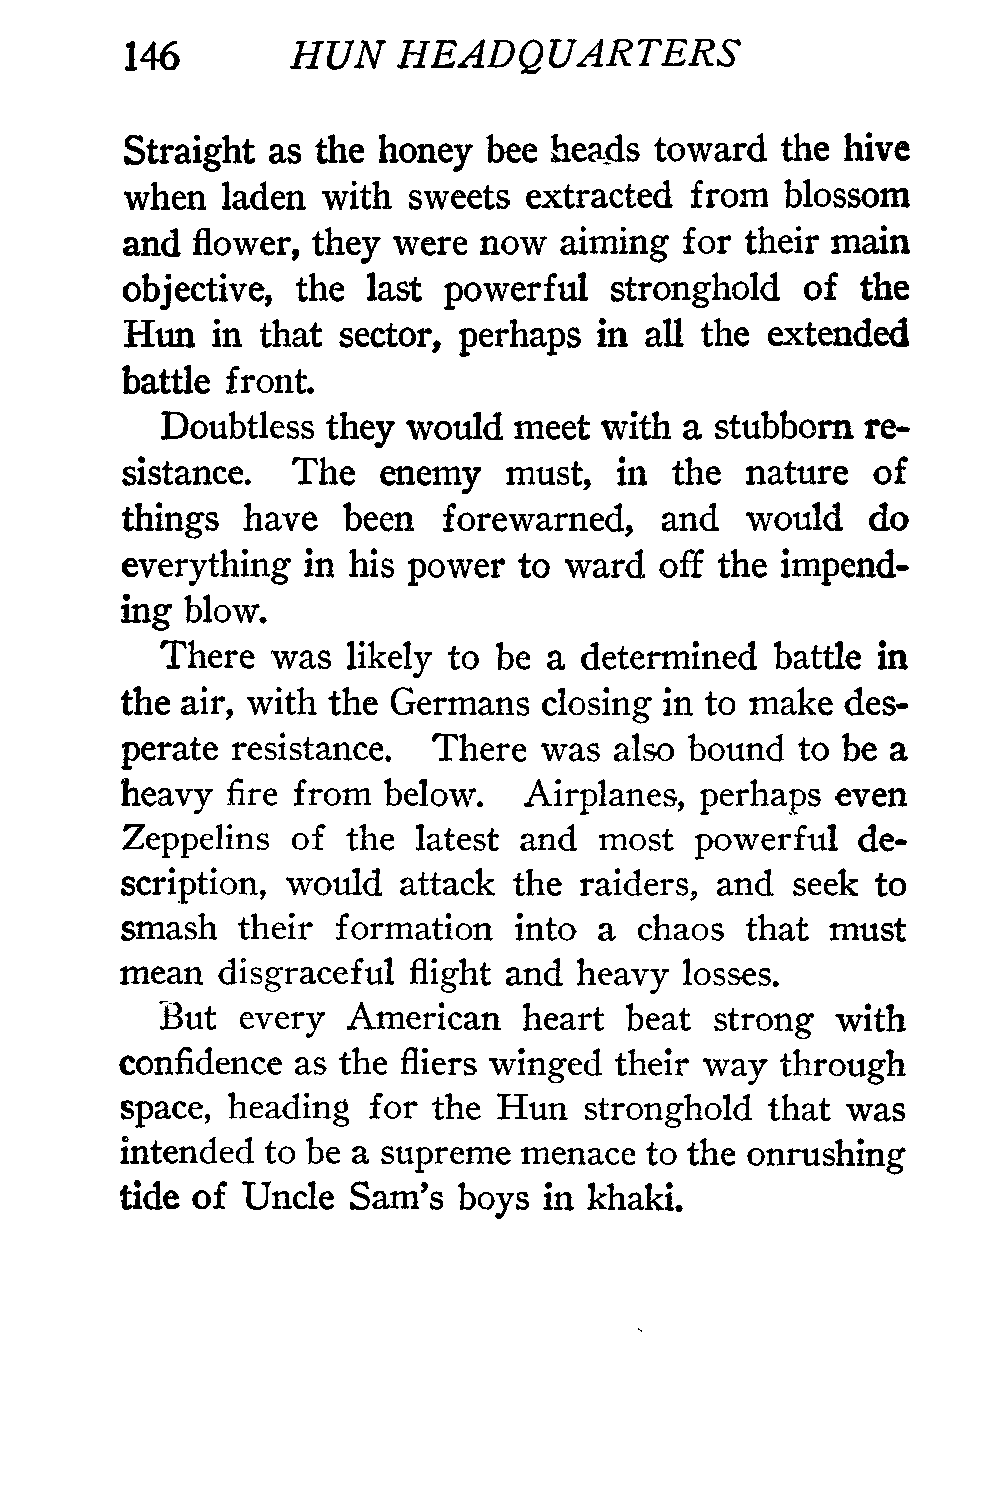 146 HUN HEADQUARTERS
Straight as the honey bee heads toward the hive
when laden with sweets extracted from blossom
and flower, they were now aiming for their main
objective, the last powerful stronghold of the
Hun in that sector, perhaps in all the extended
battle front.
Doubtless they would meet with a stubborn re-
sistance. The enemy must, in the nature of
things have been forewarned, and would do
everything in his power to ward off the impend-
ing blow.
There was likely to be a determined battle in
the air, with the Germans closing in to make des-
perate resistance. There was also bound to be a
heavy fire from below. Airplanes, perhaps even
Zeppelins of the latest and most powerful de-
scription, would attack the raiders, and seek to
smash their formation into a chaos that must
mean disgraceful flight and heavy losses.
But every American heart beat strong with
confidence as the fliers winged their way through
space, heading for the Hun stronghold that was
intended to be a supreme menace to the onrushing
tide of Uncle Sam's boys in khaki.